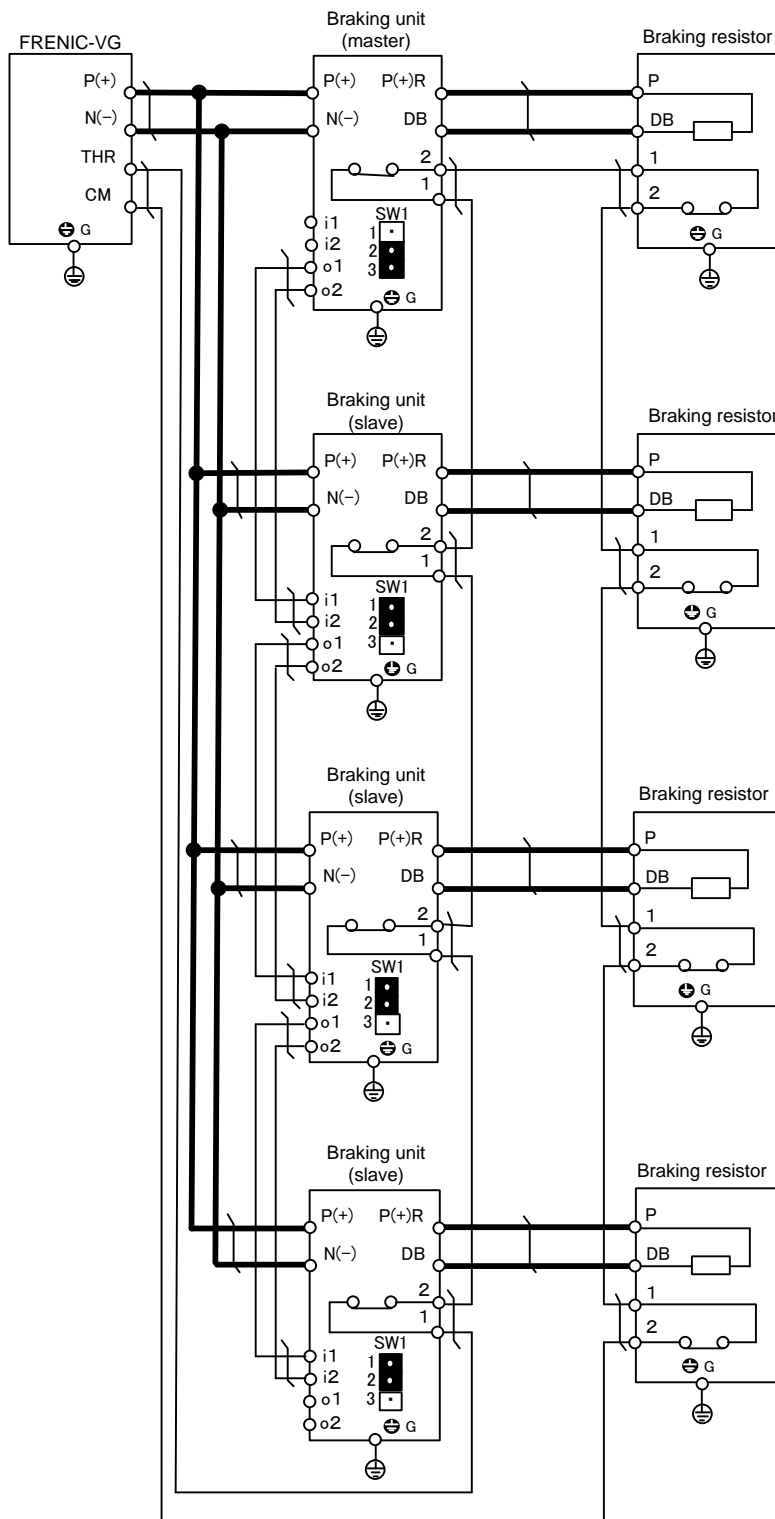 FRENIC-VG
P(+)
N(−)
THR
CM
G
Braking unit
(master)
P(+) P(+)R
N(−) DB
2
1
i1
i2
o1
o2
SW1
1
2
3
G
Braking resistor
P
DB
1
2
G
Braking unit
(slave)
P(+) P(+)R
N(−) DB
2
1
i1
i2
o1
o2
SW1
1
2
3
G
Braking resistor
P
DB
1
2
G
Braking unit
(slave)
P(+) P(+)R
N(−) DB
2
1
i1
i2
o1
o2
SW1
1
2
3
G
Braking resistor
P
DB
1
2
G
Braking unit
(slave)
P(+) P(+)R
N(−) DB
2
1
i1
i2
o1
o2
SW1
1
2
3
G
Braking resistor
P
DB
1
2
G